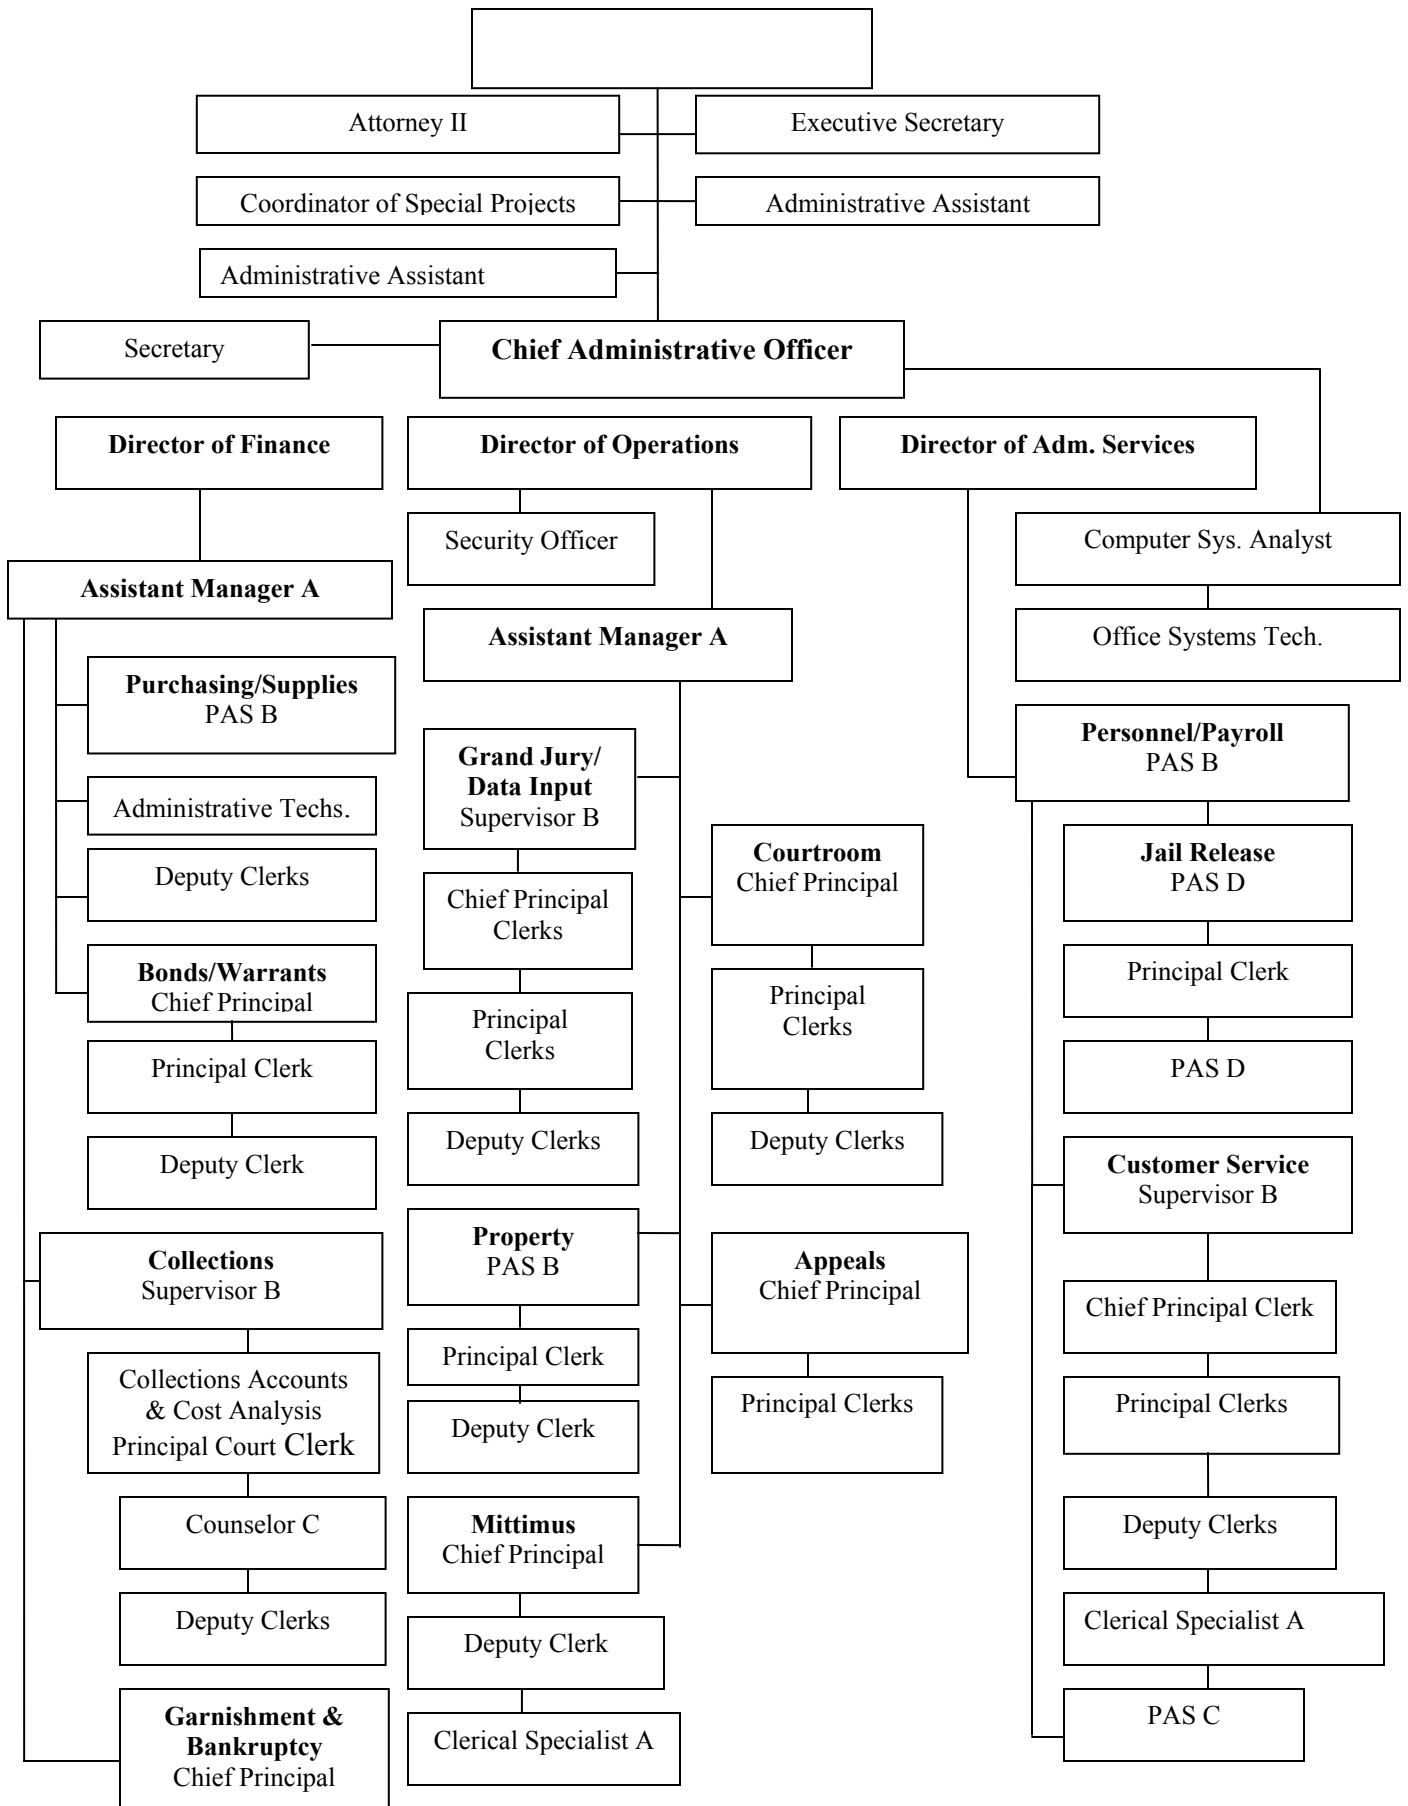 Attorney II
Executive Secretary
Coordinator of Special Projects
Administrative Assistant
Administrative Assistant
Secretary
Chief Administrative Officer
Director of Finance
Director of Operations
Director of Adm. Services
Security Officer
Computer Sys. Analyst
Assistant Manager A
Office Systems Tech.
Assistant Manager A
Purchasing/Supplies
PAS B
Administrative Techs.
Deputy Clerks
Bonds/Warrants
Chief Principal
Principal Clerk
Deputy Clerk
Collections
Supervisor B
Collections Accounts
& Cost Analysis
Principal Court Clerk
Counselor C
Deputy Clerks
Garnishment &
Bankruptcy
Chief Principal
Grand Jury/
Data Input
Supervisor B
Chief Principal
Clerks
Principal
Clerks
Deputy Clerks
Property
PAS B
Principal Clerk
Deputy Clerk
Mittimus
Chief Principal
Deputy Clerk
Clerical Specialist A
Courtroom
Chief Principal
Principal
Clerks
Deputy Clerks
Appeals
Chief Principal
Principal Clerks
Personnel/Payroll
PAS B
Jail Release
PAS D
Principal Clerk
PAS D
Customer Service
Supervisor B
Chief Principal Clerk
Principal Clerks
Deputy Clerks
Clerical Specialist A
PAS C